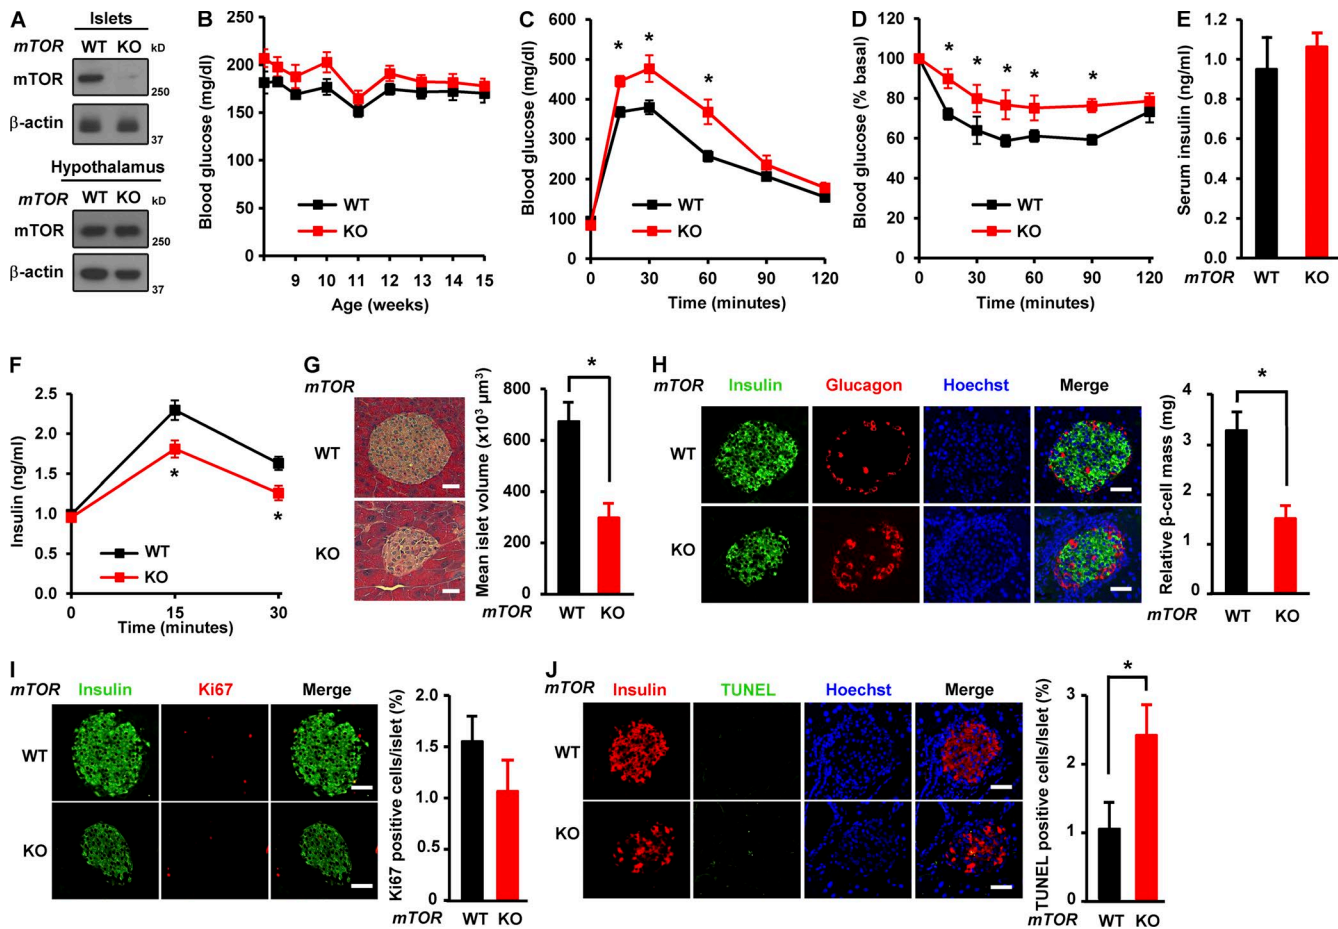 A
Islets
mTOR WT KO kD
mTOR
250
β-actin
37
Hypothalamus
mTOR WT KO kD
mTOR
250
β-actin
37
B
Blood glucose (mg/dl)
250
200
150
100
50
0
WT
KO
9 10 11 12 13 14 15
Age (weeks)
C
Blood glucose (mg/dl)
600
500
400
300
200
100
0
* * *
WT
KO
0 30 60 90 120
Time (minutes)
D
Blood glucose (% basal)
120
100
80
60
40
20
0
* * * * *
WT
KO
0 30 60 90 120
Time (minutes)
E
Serum insulin (ng/ml)
1.2
1.0
0.8
0.6
0.4
0.2
0.0
mTOR WT KO
F
Insulin (ng/ml)
2.5
2.0
1.5
1.0
0.5
0
* *
WT
KO
0 15 30
Time (minutes)
G
mTOR
WT
KO
Mean islet volume (x10³ µm³)
800
600
400
200
0
*
mTOR WT KO
H
mTOR Insulin Glucagon Hoechst Merge
WT
KO
Relative β-cell mass (mg)
4
3
2
1
0
*
mTOR WT KO
I
mTOR Insulin Ki67 Merge
WT
KO
Ki67 positive cells/islet (%)
2.0
1.5
1.0
0.5
0
mTOR WT KO
J
mTOR Insulin TUNEL Hoechst Merge
WT
KO
TUNEL positive cells/Islet (%)
3
2
1
0
*
mTOR WT KO